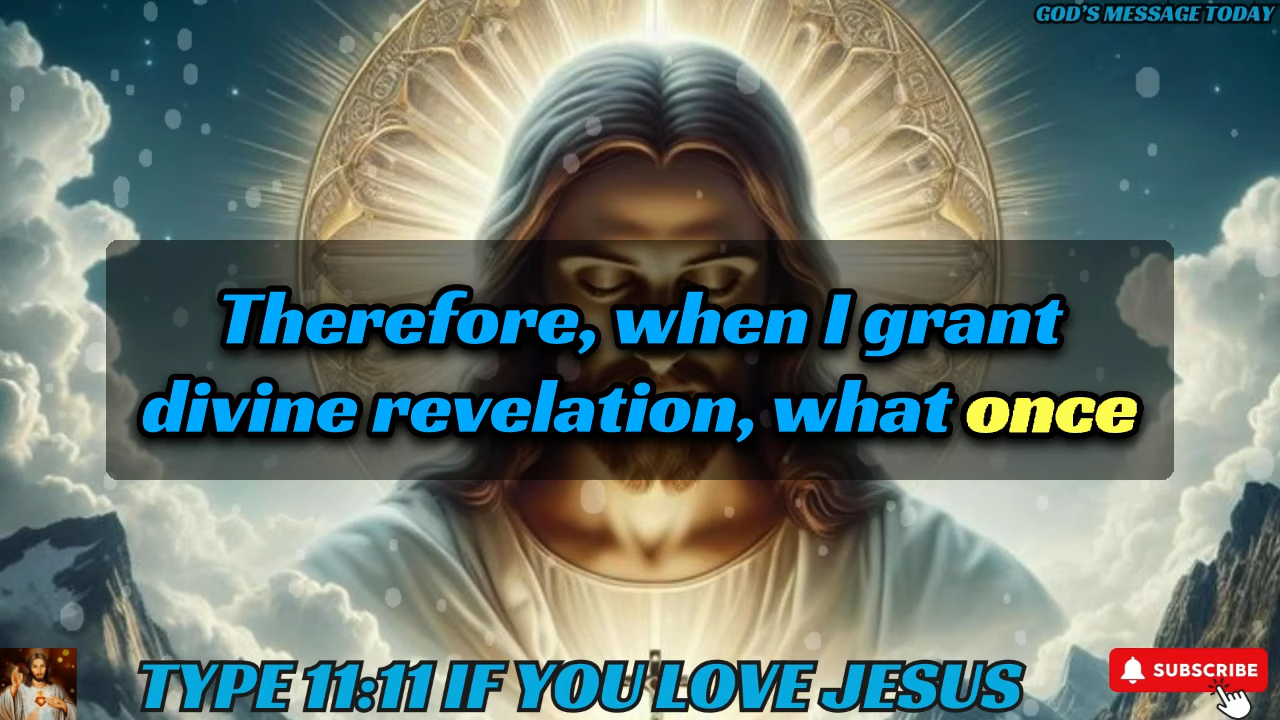 GOD'S MESSAGE TODAY
Therefore, when I grant
divine revelation, what once
TYPE 11:11 IF YOU LOVE JESUS
SUBSCRIBE